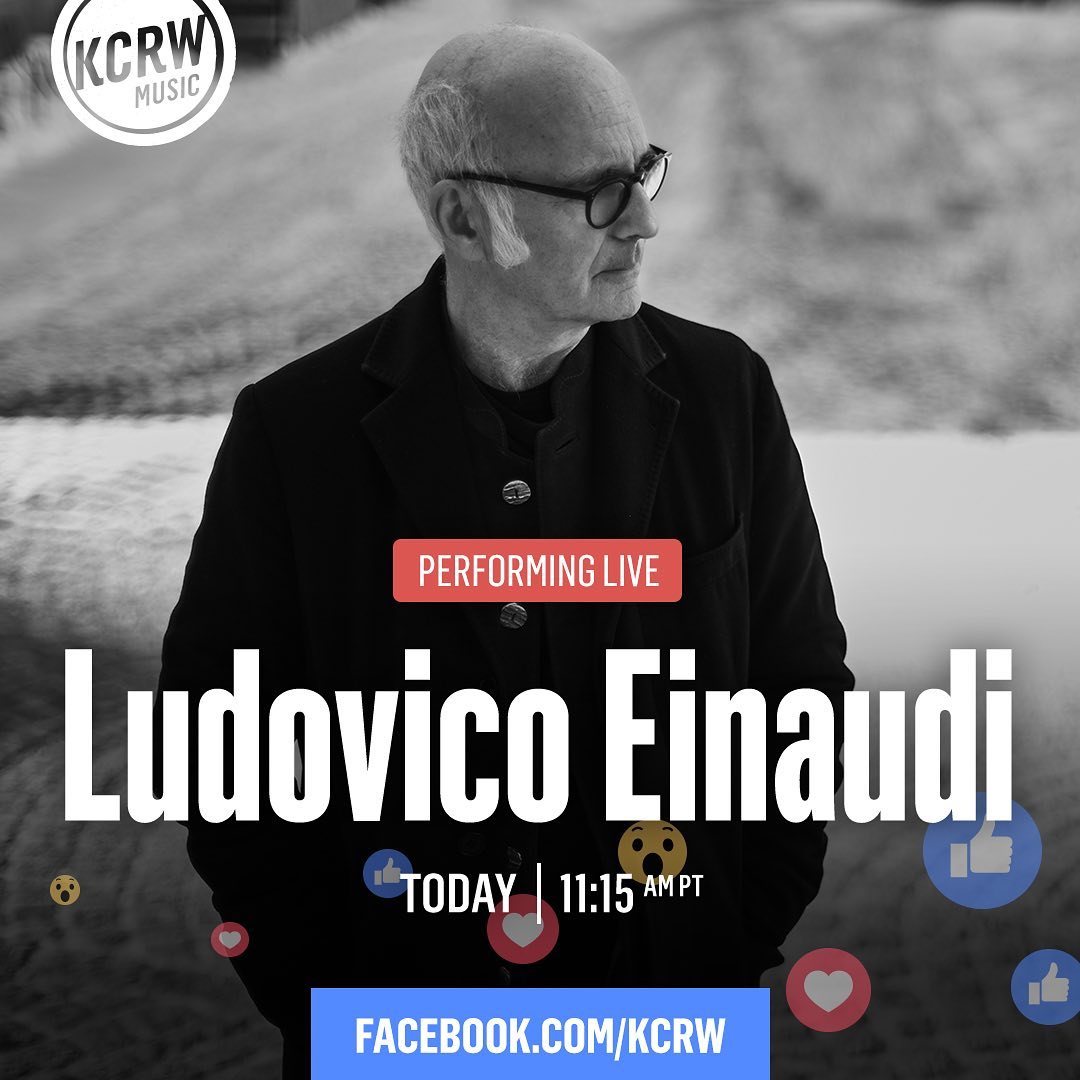 KCRW
MUSIC
PERFORMING LIVE
Ludovico Einaudi
TODAY | 11:15 AM PT
FACEBOOK.COM/KCRW